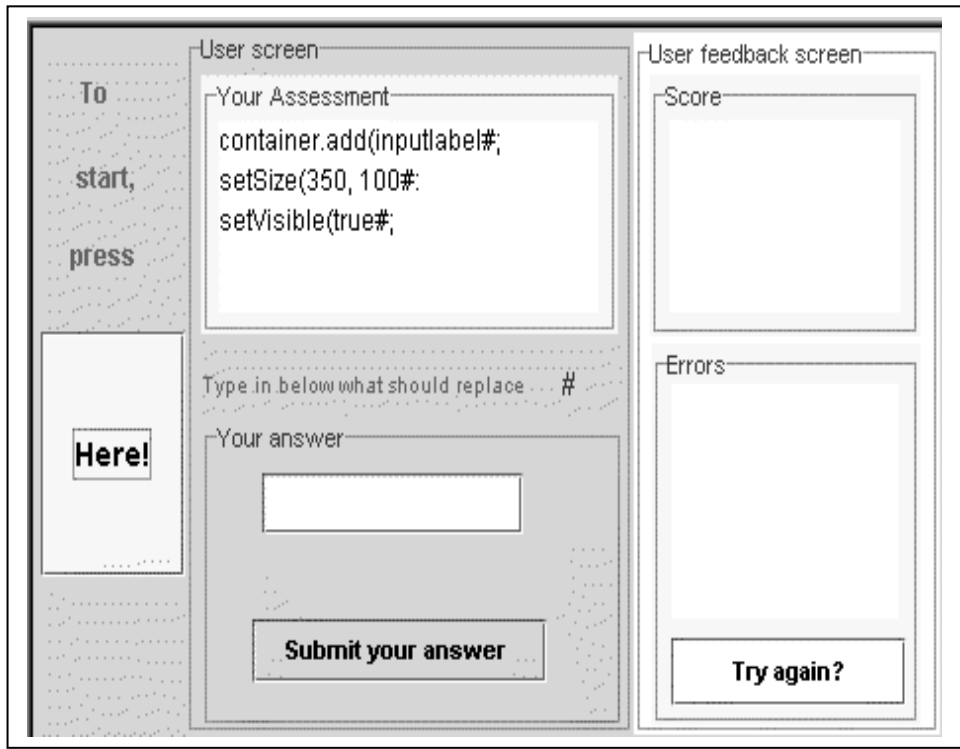 To
start,
press
Here!
User screen
Your Assessment
container.add(inputlabel#;
setSize(350, 100#:
setVisible(true#;
Type in below what should replace #
Your answer
Submit your answer
User feedback screen
Score
Errors
Try again?